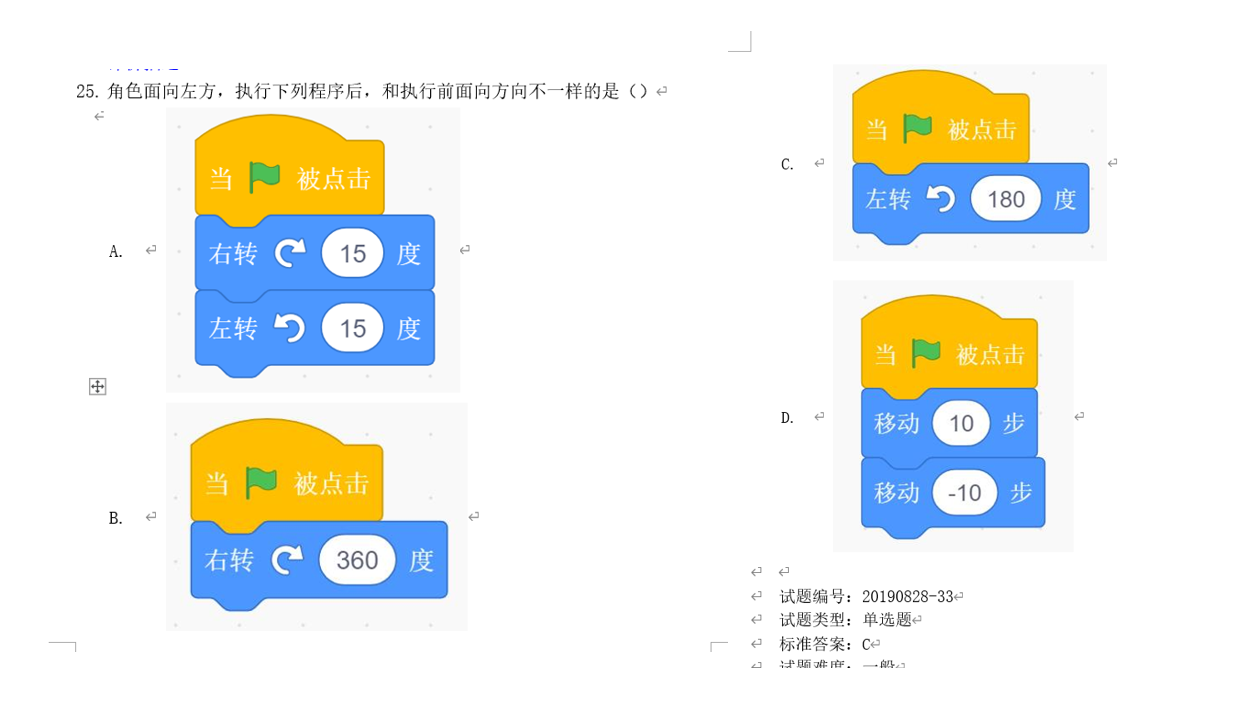 25. 角色面向左方，执行下列程序后，和执行前面向方向不一样的是（）
A.
当 被点击
右转 15 度
左转 15 度
B.
当 被点击
右转 360 度
C.
当 被点击
左转 180 度
D.
当 被点击
移动 10 步
移动 -10 步
试题编号：20190828-33
试题类型：单选题
标准答案：C
试题难度：一般